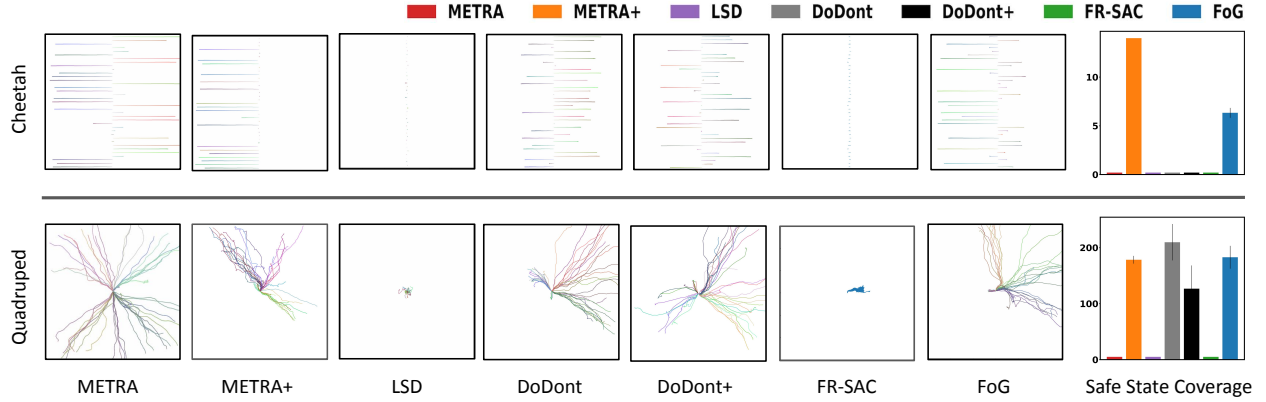 METRA METRA+ LSD DoDont DoDont+ FR-SAC FoG
Cheetah
10
5
0
Quadruped
200
100
0
METRA METRA+ LSD DoDont DoDont+ FR-SAC FoG Safe State Coverage